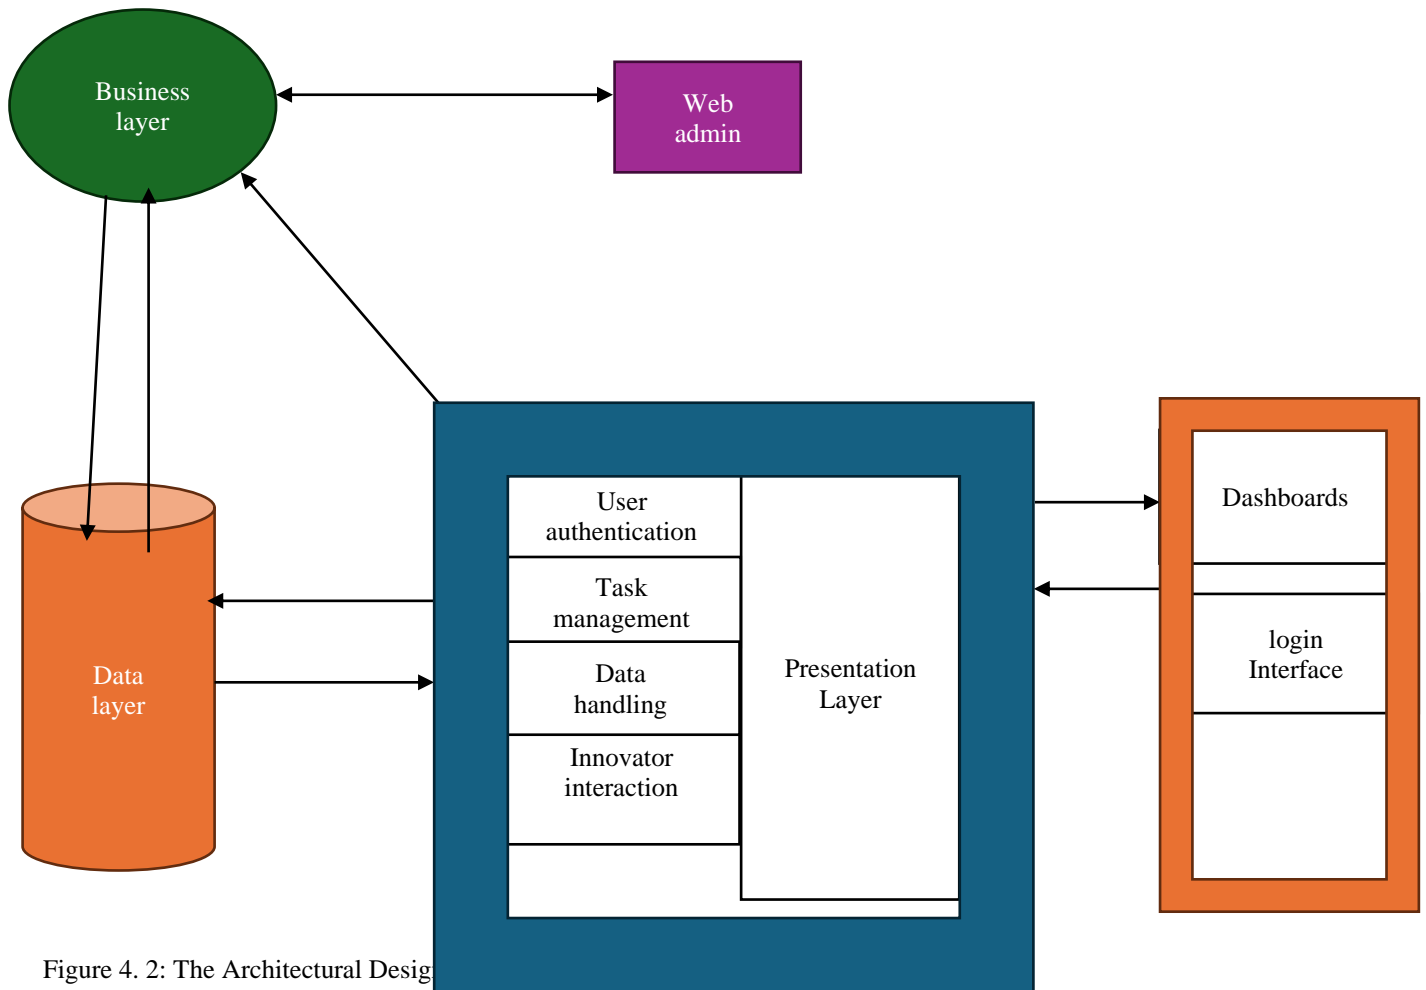 Business
layer
Web
admin
User
authentication
Task
management
Data
handling
Innovator
interaction
Presentation
Layer
Dashboards
login
Interface
Data
layer
Figure 4. 2: The Architectural